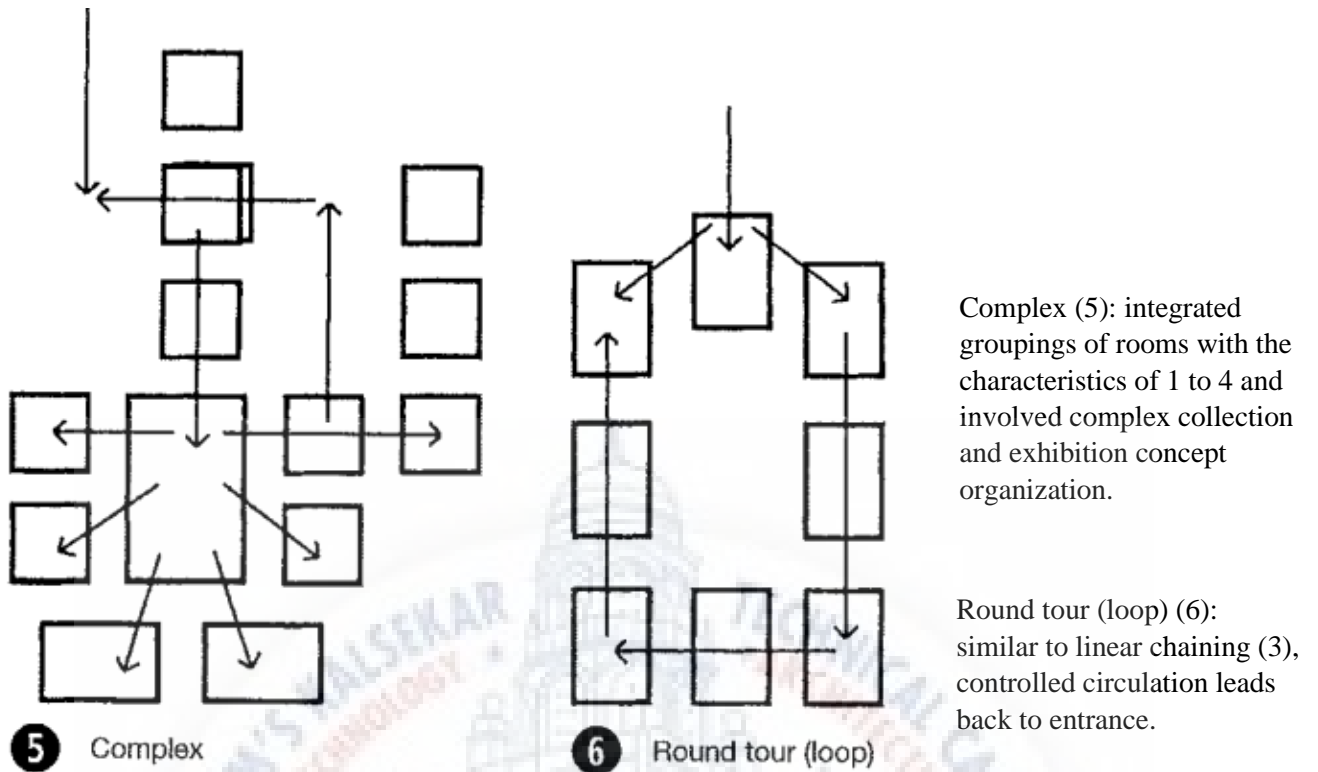 Complex (5): integrated
groupings of rooms with the
characteristics of 1 to 4 and
involved complex collection
and exhibition concept
organization.
Round tour (loop) (6):
similar to linear chaining (3),
controlled circulation leads
back to entrance.
5 Complex
6 Round tour (loop)
KALSEKAR
TECHNICAL